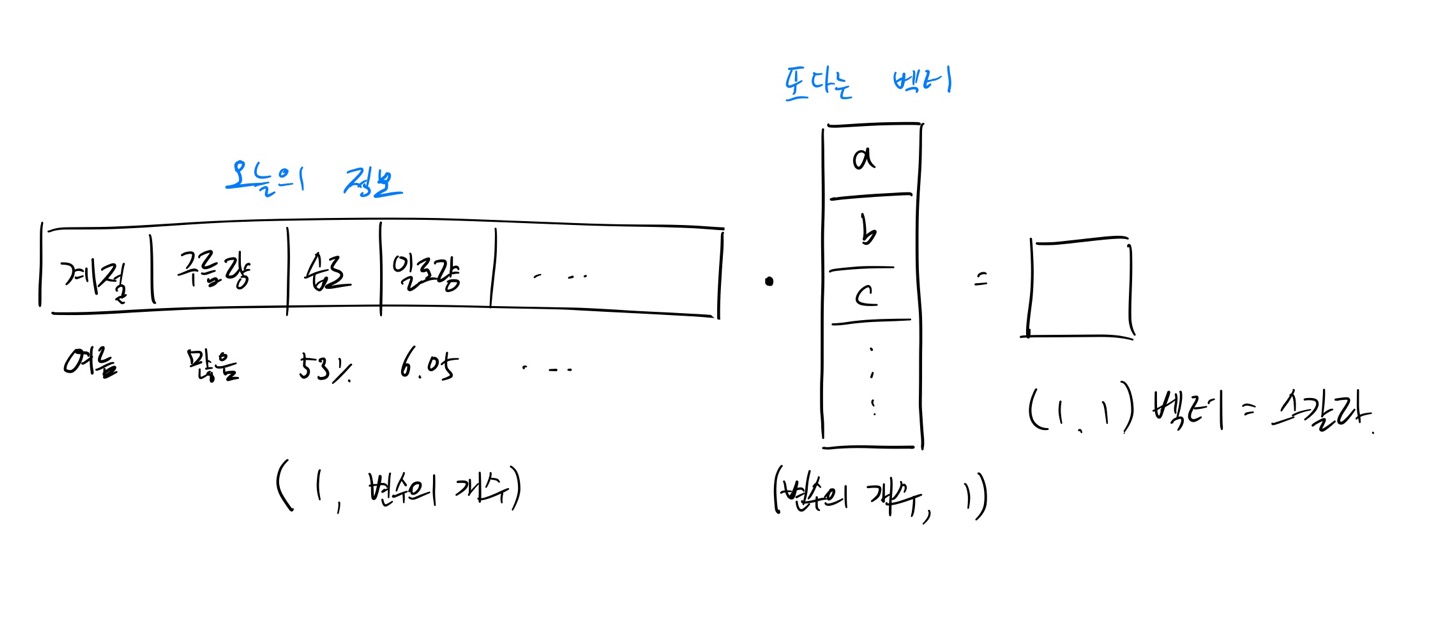 또다는 벡터
오늘의 정보
계절 구름량 습도 일조량 ....
여름 많음 53% 6.05 ....
(1, 변수의 개수)
a
b
c
(변수의 개수, 1)
=
(1, 1) 벡터 = 스칼라.